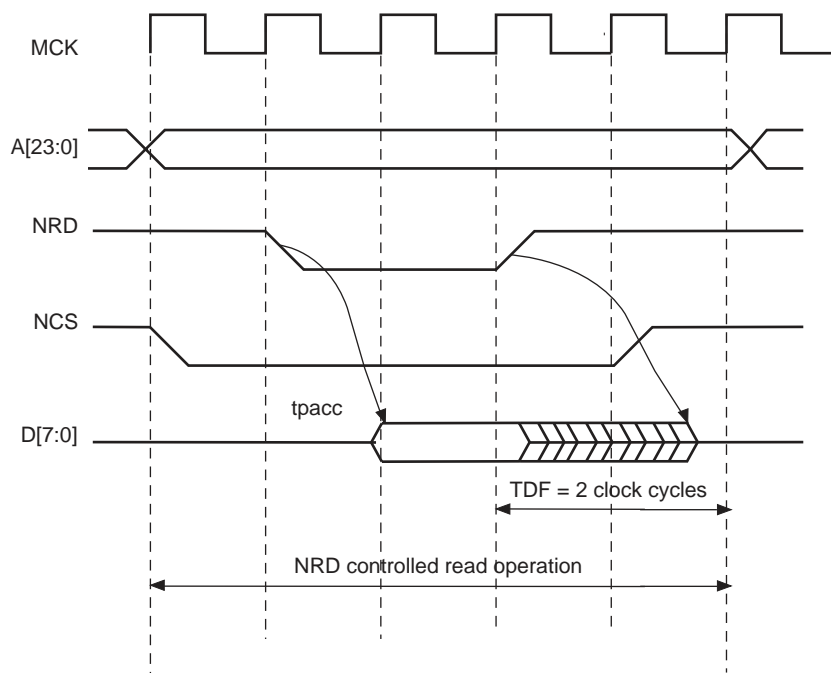 MCK
A[23:0]
NRD
NCS
tpacc
D[7:0]
TDF = 2 clock cycles
NRD controlled read operation